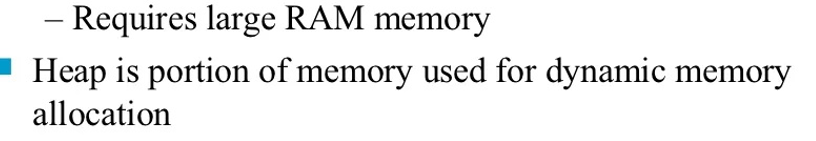 – Requires large RAM memory
Heap is portion of memory used for dynamic memory
allocation